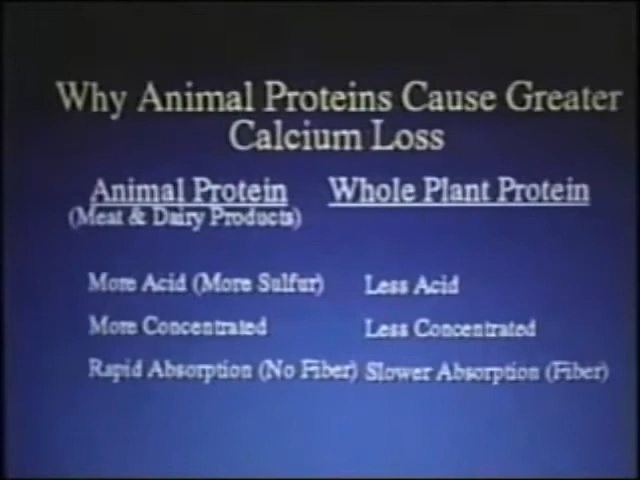 Why Animal Proteins Cause Greater
Calcium Loss
Animal Protein Whole Plant Protein
(Meat & Dairy Products)
More Acid (More Sulfur) Less Acid
More Concentrated Less Concentrated
Rapid Absorption (No Fiber) Slower Absorption (Fiber)